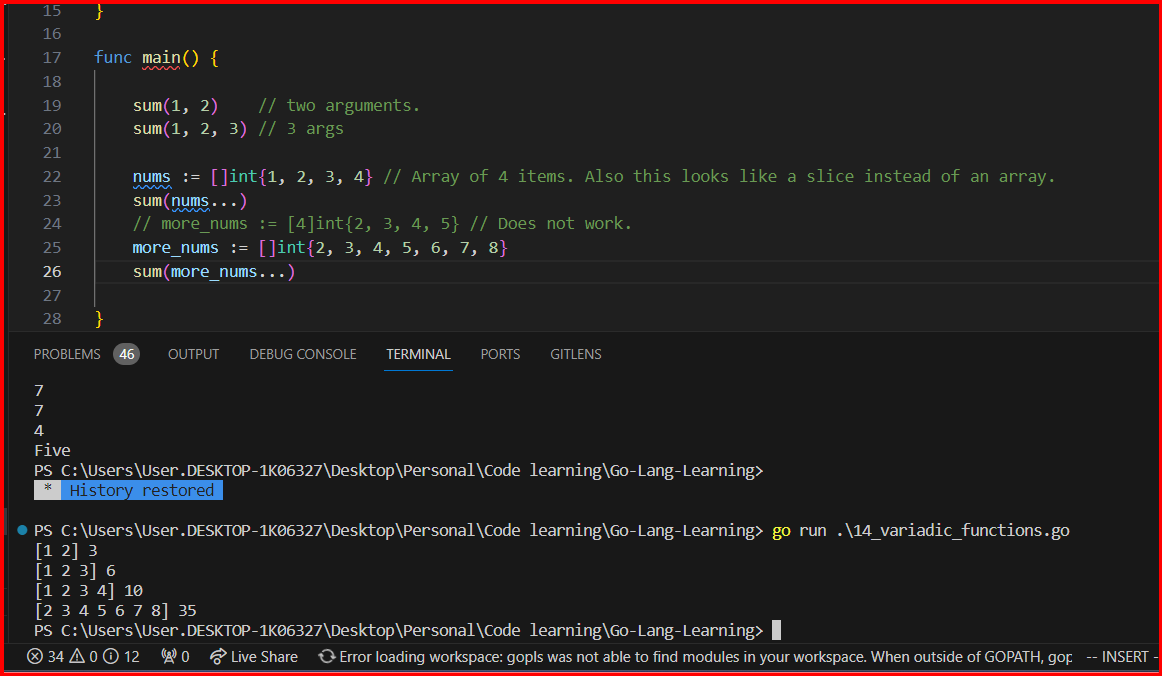 15 }
16
17 func main() {
18
19 sum(1, 2) // two arguments.
20 sum(1, 2, 3) // 3 args
21
22 nums := []int{1, 2, 3, 4} // Array of 4 items. Also this looks like a slice instead of an array.
23 sum(nums...)
24 // more_nums := [4]int{2, 3, 4, 5} // Does not work.
25 more_nums := []int{2, 3, 4, 5, 6, 7, 8}
26 sum(more_nums...)
27
28 }
PROBLEMS 46 OUTPUT DEBUG CONSOLE TERMINAL PORTS GITLENS
7
7
4
Five
PS C:\Users\User.DESKTOP-1K06327\Desktop\Personal\Code learning\Go-Lang-Learning>
* History restored
PS C:\Users\User.DESKTOP-1K06327\Desktop\Personal\Code learning\Go-Lang-Learning> go run .\14_variadic_functions.go
[1 2] 3
[1 2 3] 6
[1 2 3 4] 10
[2 3 4 5 6 7 8] 35
PS C:\Users\User.DESKTOP-1K06327\Desktop\Personal\Code learning\Go-Lang-Learning>
34 0 12 0 Live Share Error loading workspace: gopls was not able to find modules in your workspace. When outside of GOPATH, gop -- INSERT -